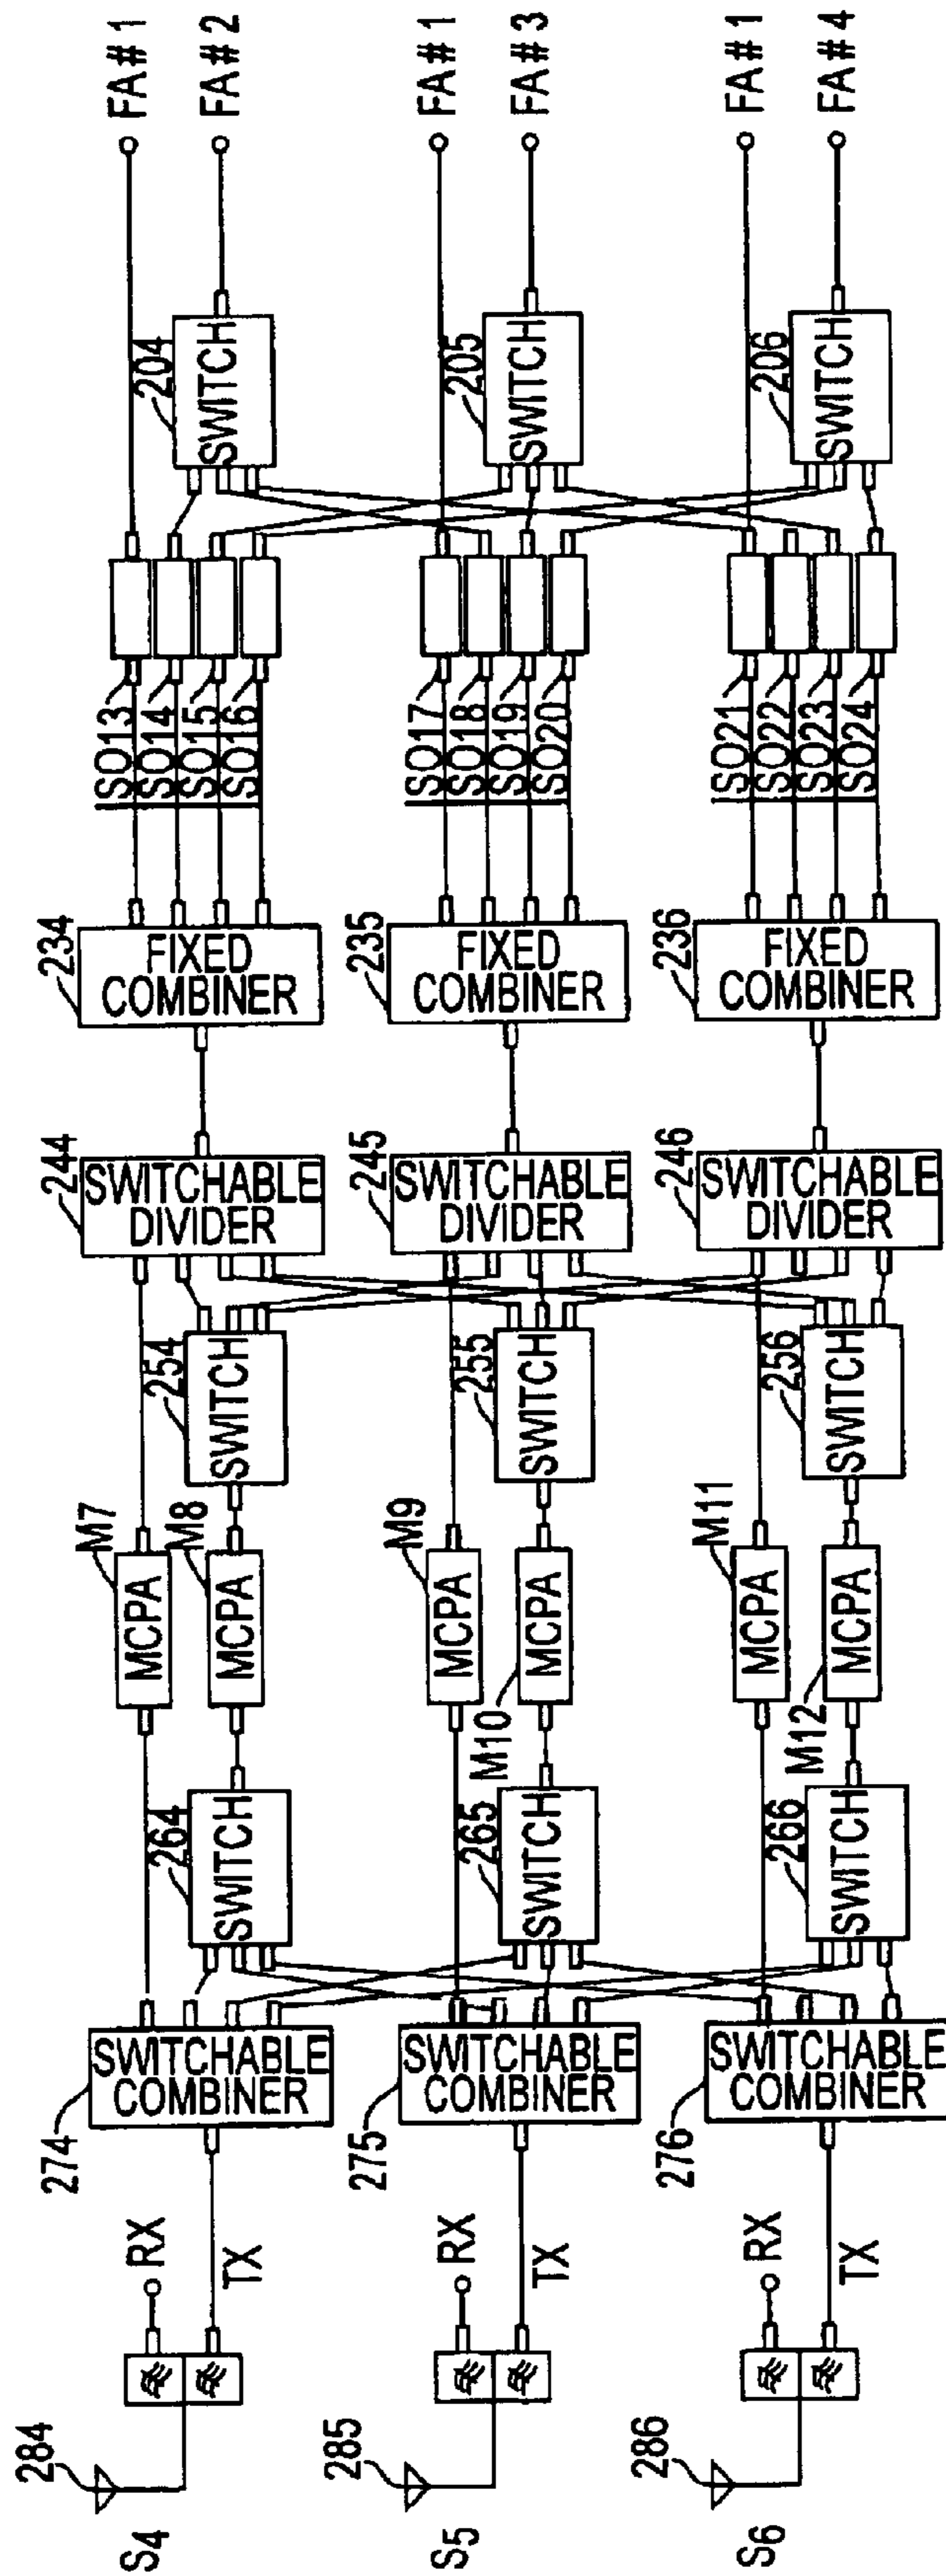 S4
284
RX
TX
274
SWITCHABLE
COMBINER
264
SWITCH
M7
MCPA
M8
MCPA
254
SWITCH
244
SWITCHABLE
DIVIDER
234
FIXED
COMBINER
ISO13
ISO14
ISO15
ISO16
204
SWITCH
FA#1
FA#2
S5
285
RX
TX
275
SWITCHABLE
COMBINER
265
SWITCH
M9
MCPA
M10
MCPA
255
SWITCH
245
SWITCHABLE
DIVIDER
235
FIXED
COMBINER
ISO17
ISO18
ISO19
ISO20
205
SWITCH
FA#1
FA#3
S6
286
RX
TX
276
SWITCHABLE
COMBINER
266
SWITCH
M11
MCPA
M12
MCPA
256
SWITCH
246
SWITCHABLE
DIVIDER
236
FIXED
COMBINER
ISO21
ISO22
ISO23
ISO24
206
SWITCH
FA#1
FA#4